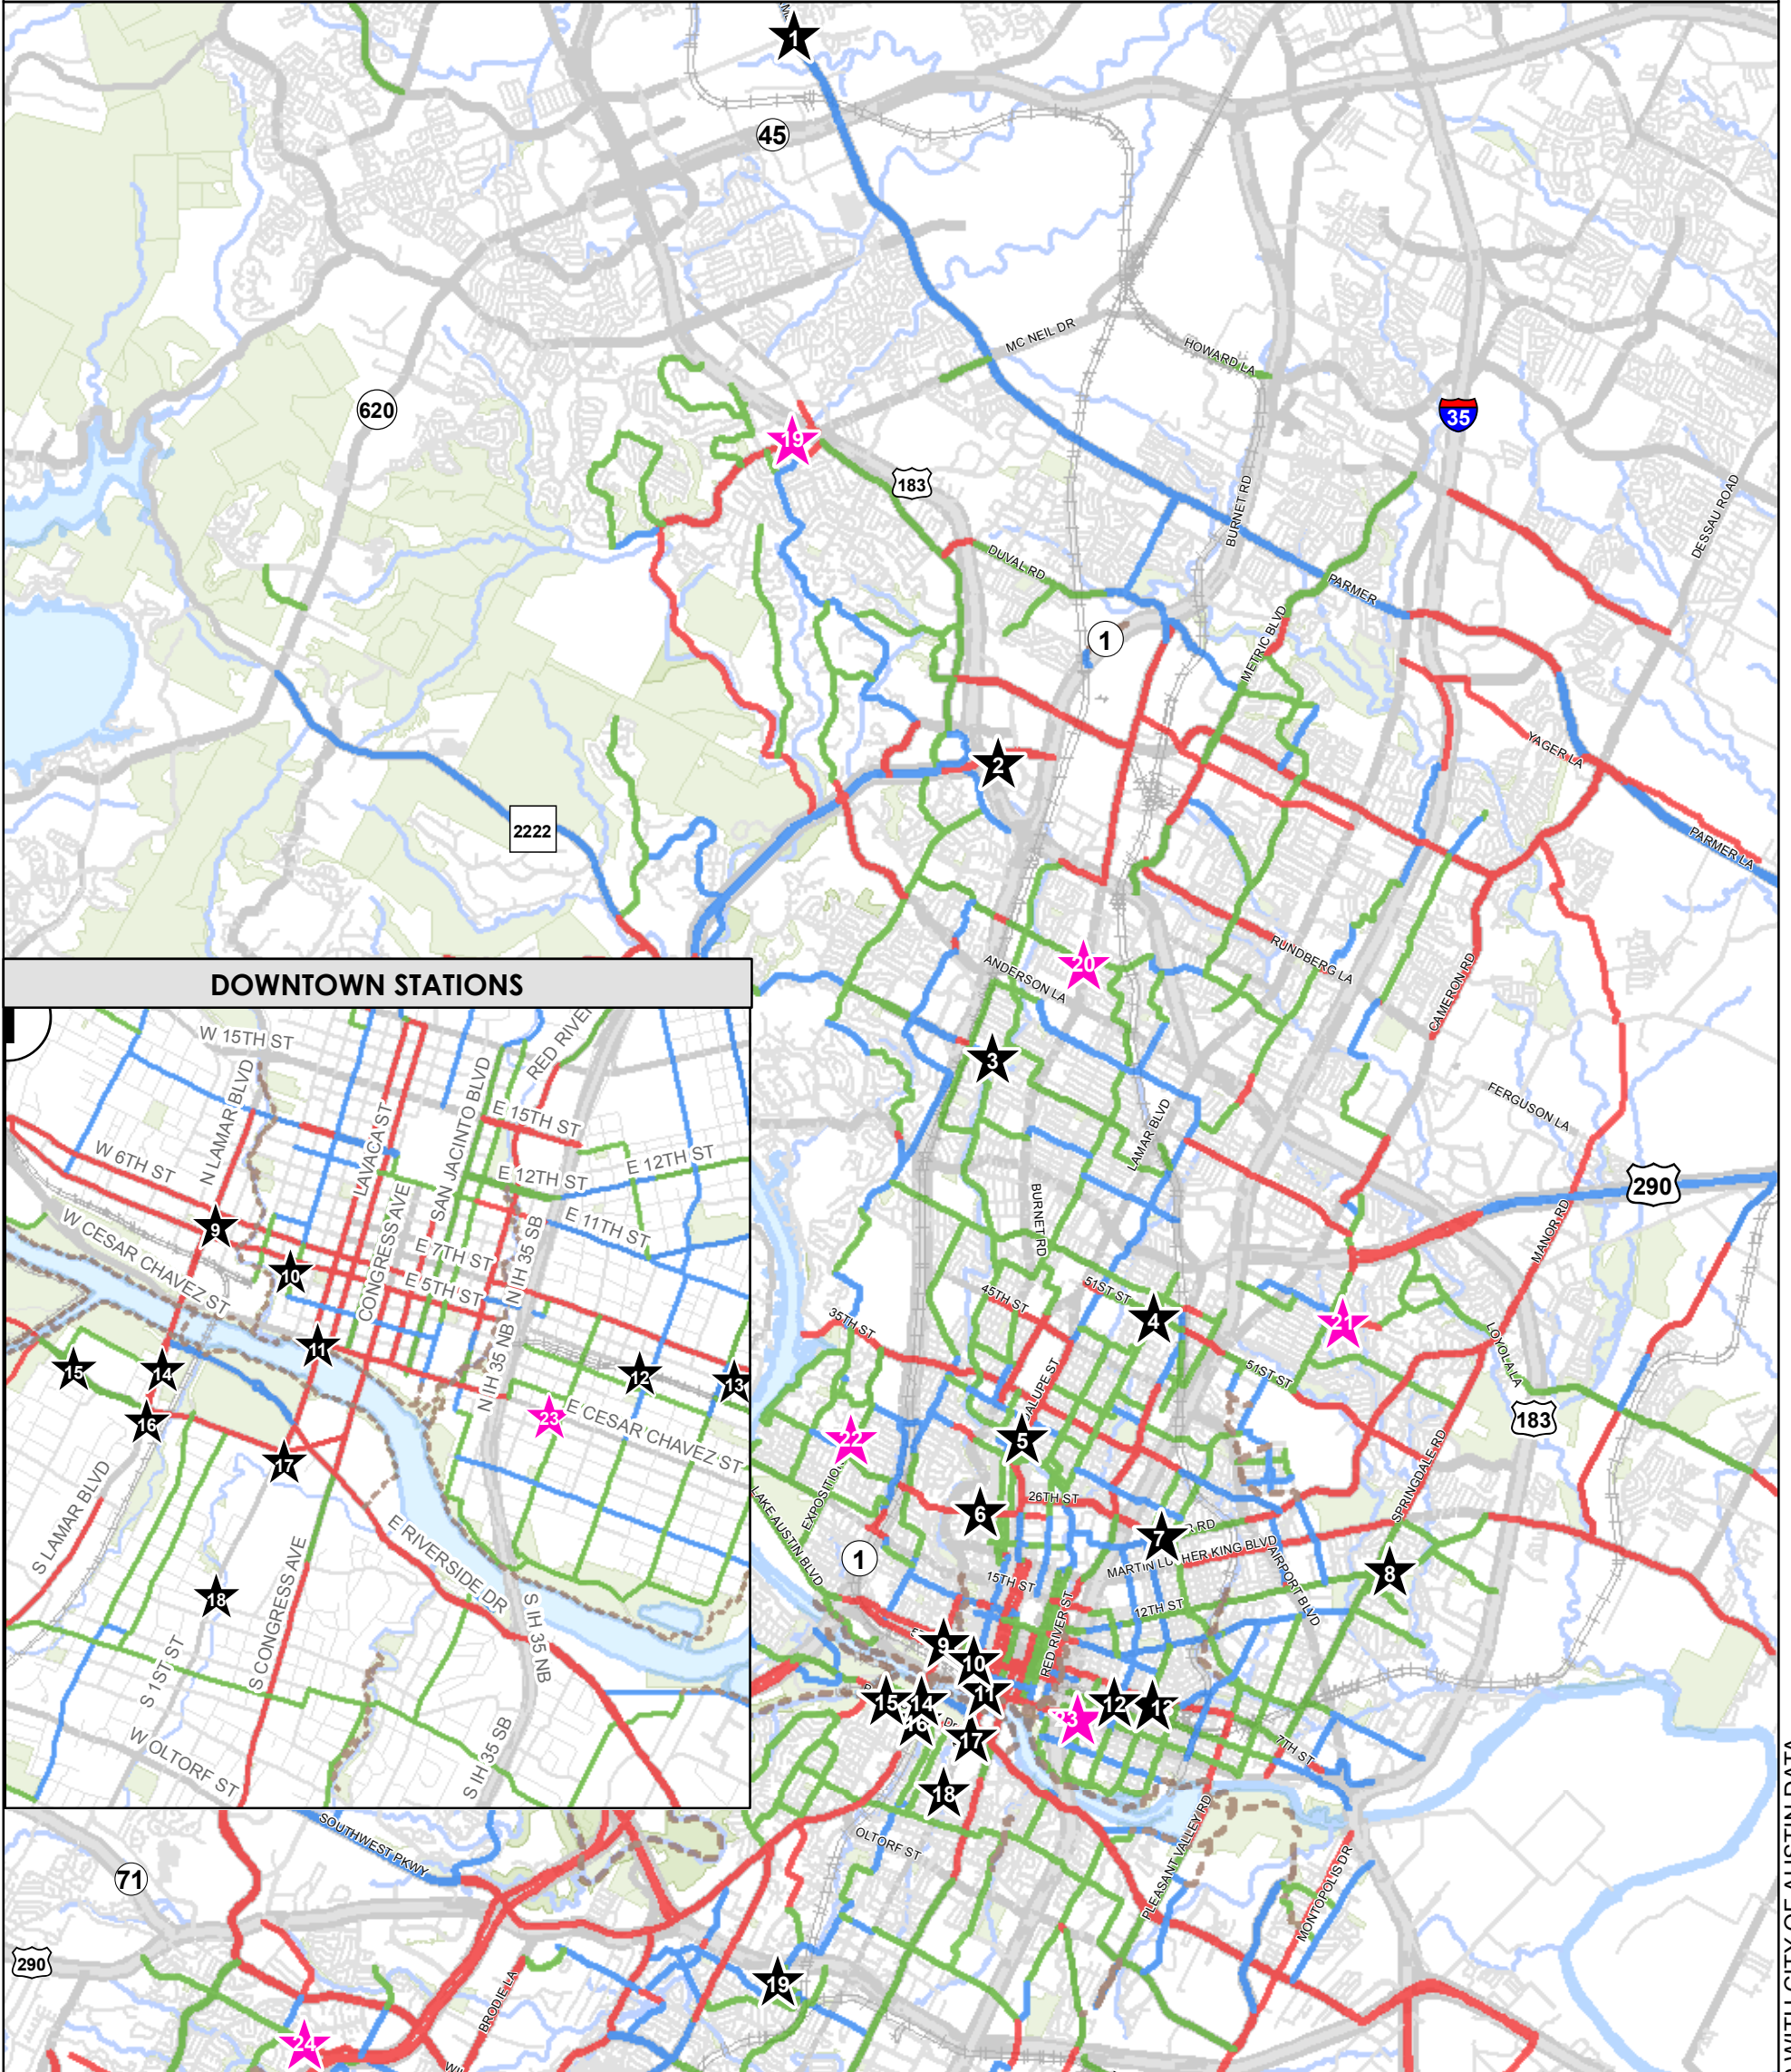 1
45
MC NEIL DR
HOWARD LA
620
35
19
183
BURNET RD
DESSAU ROAD
DUVAL RD
PARMER
1
METRIC BLVD
YAGER LA
2
2222
PARMER LA
20
ANDERSON LA
RUNDBERG LA
CAMERON RD
3
FERGUSON LA
LAMAR BLVD
290
BURNET RD
MANOR RD
45TH ST
51ST ST
4
21
35TH ST
LOYOLA LA
51ST ST
183
22
5
EXPOSITION
SPRINGDALE RD
LAKE AUSTIN BLVD
26TH ST
6
7
1
MARTIN LUTHER KING BLVD
AIRPORT BLVD
8
15TH ST
12TH ST
RED RIVER ST
9
10
15
14
11
12
16
23
17
7TH ST
18
PLEASANT VALLEY RD
OLTORF ST
MONTOPOLIS DR
DOWNTOWN STATIONS
W 15TH ST
RED RIVER
N LAMAR BLVD
SAN JACINTO BLVD
E 15TH ST
LAVACA ST
W 6TH ST
E 12TH ST
E 12TH ST
CONGRESS AVE
W CESAR CHAVEZ ST
9
E 11TH ST
E 7TH ST
N IH 35 SB
10
E 5TH ST
11
N IH 35 NB
15
14
12
13
16
23
E CESAR CHAVEZ ST
17
S LAMAR BLVD
E RIVERSIDE DR
18
S CONGRESS AVE
S IH 35 NB
S 1ST ST
W OLTORF ST
S IH 35 SB
SOUTHWEST PKWY
71
290
BRODIE LA
19
24
WITH CITY OF AUSTIN DATA